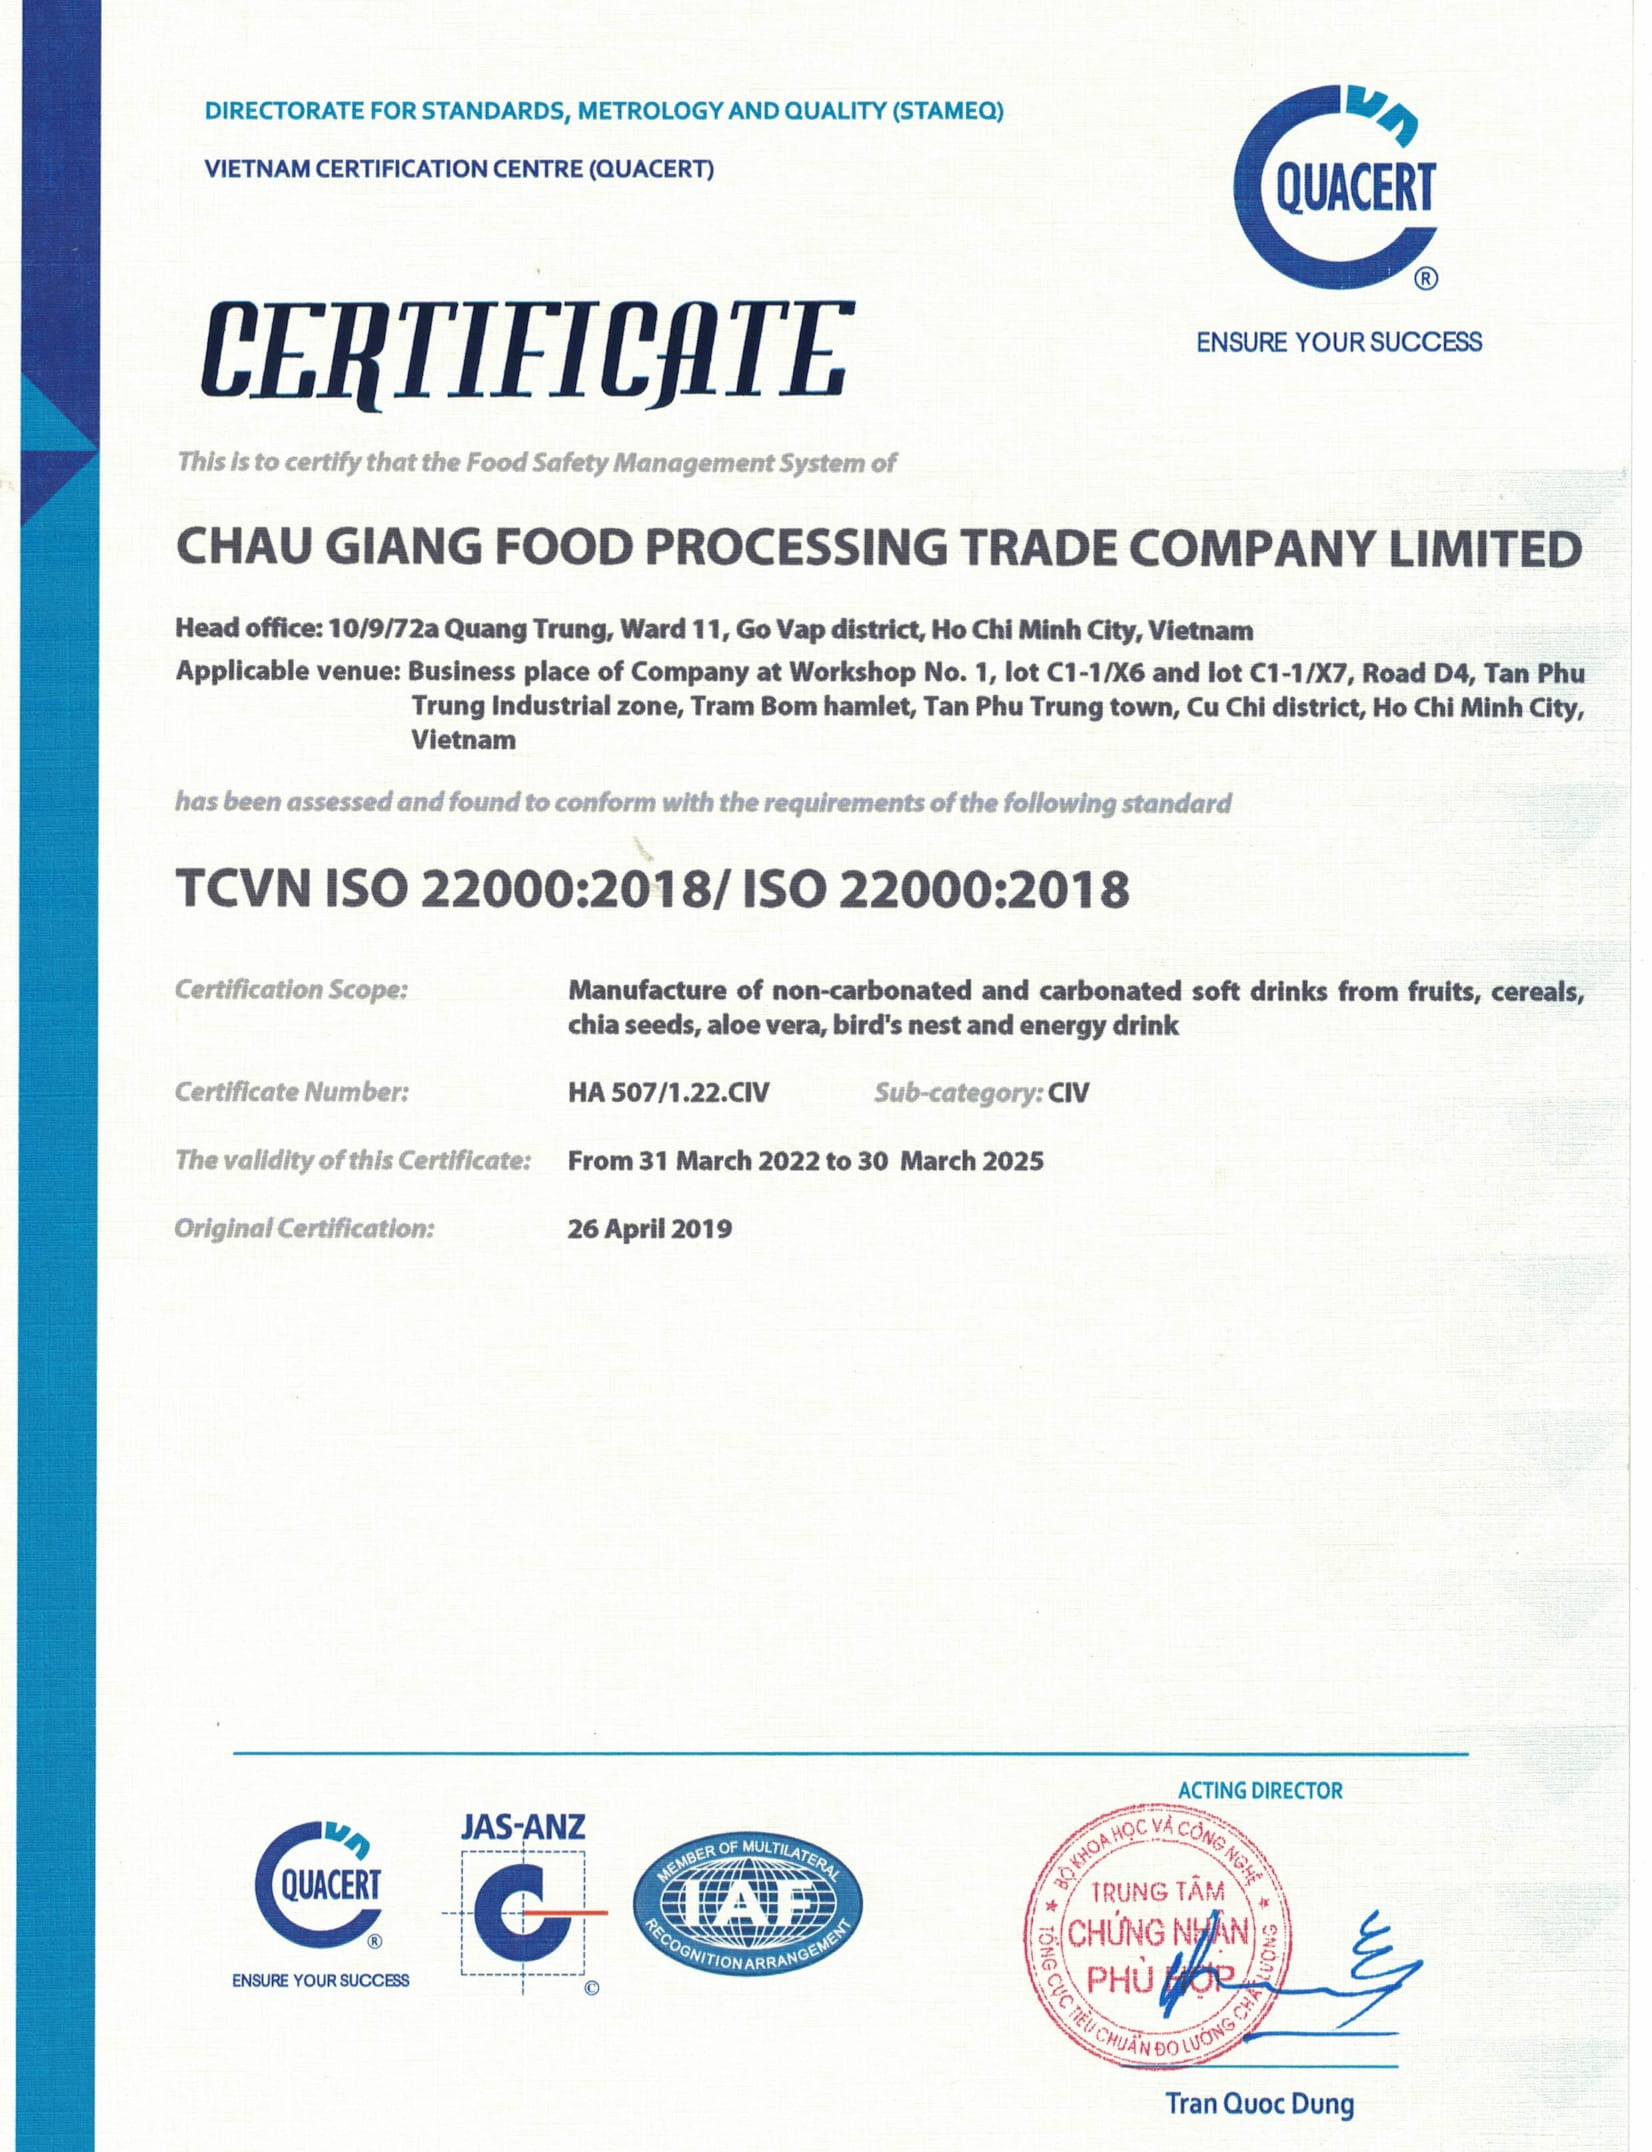 DIRECTORATE FOR STANDARDS, METROLOGY AND QUALITY (STAMEQ)
VIETNAM CERTIFICATION CENTRE (QUACERT)
vn
QUACERT
®
ENSURE YOUR SUCCESS
CERTIFICATE
This is to certify that the Food Safety Management System of
CHAU GIANG FOOD PROCESSING TRADE COMPANY LIMITED
Head office: 10/9/72a Quang Trung, Ward 11, Go Vap district, Ho Chi Minh City, Vietnam
Applicable venue: Business place of Company at Workshop No. 1, lot C1-1/X6 and lot C1-1/X7, Road D4, Tan Phu
Trung Industrial zone, Tram Bom hamlet, Tan Phu Trung town, Cu Chi district, Ho Chi Minh City,
Vietnam
has been assessed and found to conform with the requirements of the following standard
TCVN ISO 22000:2018/ ISO 22000:2018
Certification Scope: Manufacture of non-carbonated and carbonated soft drinks from fruits, cereals,
chia seeds, aloe vera, bird's nest and energy drink
Certificate Number: HA 507/1.22.CIV Sub-category: CIV
The validity of this Certificate: From 31 March 2022 to 30 March 2025
Original Certification: 26 April 2019
vn
QUACERT
®
ENSURE YOUR SUCCESS
JAS-ANZ
©
MEMBER OF MULTILATERAL
IAF
RECOGNITION ARRANGEMENT
ACTING DIRECTOR
BỘ KHOA HỌC VÀ CÔNG NGHỆ
TRUNG TÂM
CHỨNG NHẬN
PHÙ HỢP
TỔNG CỤC TIÊU CHUẨN ĐO LƯỜNG CHẤT LƯỢNG
Tran Quoc Dung